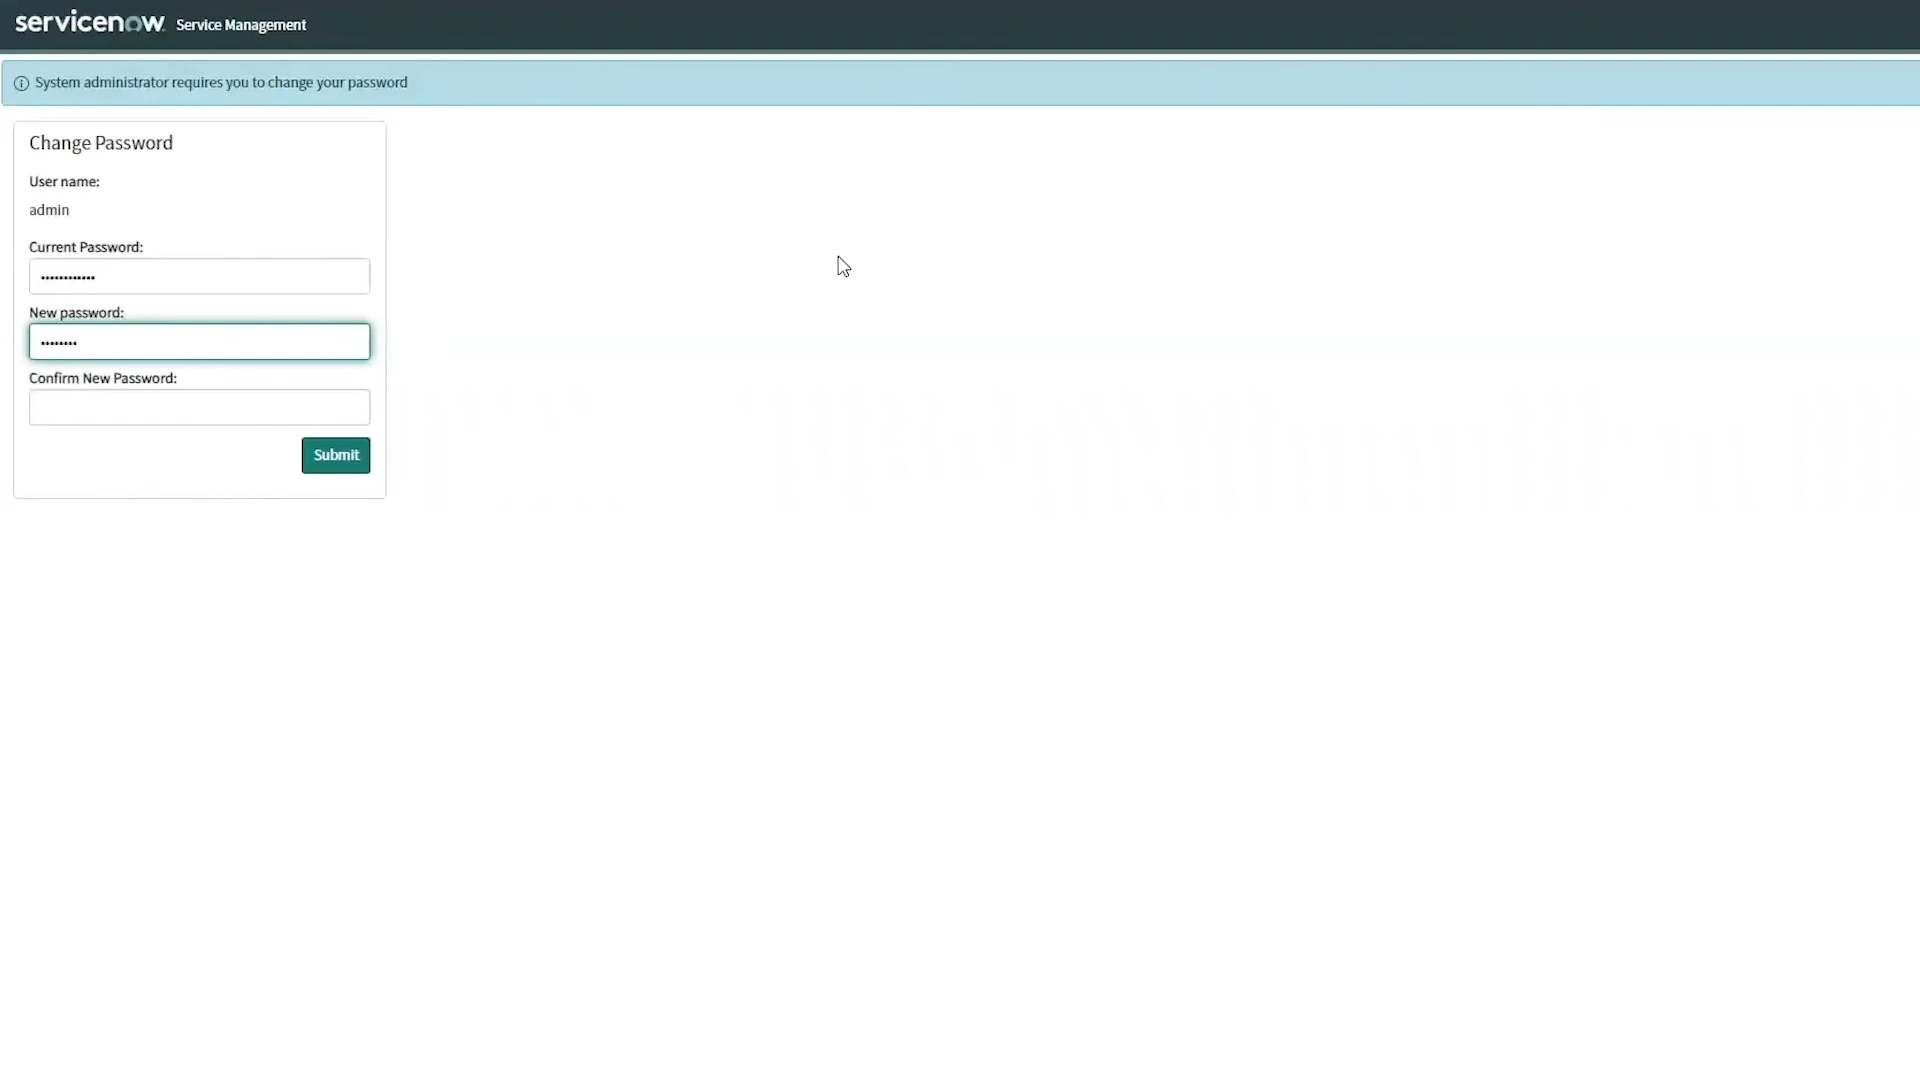 servicenow. Service Management
System administrator requires you to change your password
Change Password
User name:
admin
Current Password:
••••••••••••
New password:
••••••••
Confirm New Password:
Submit